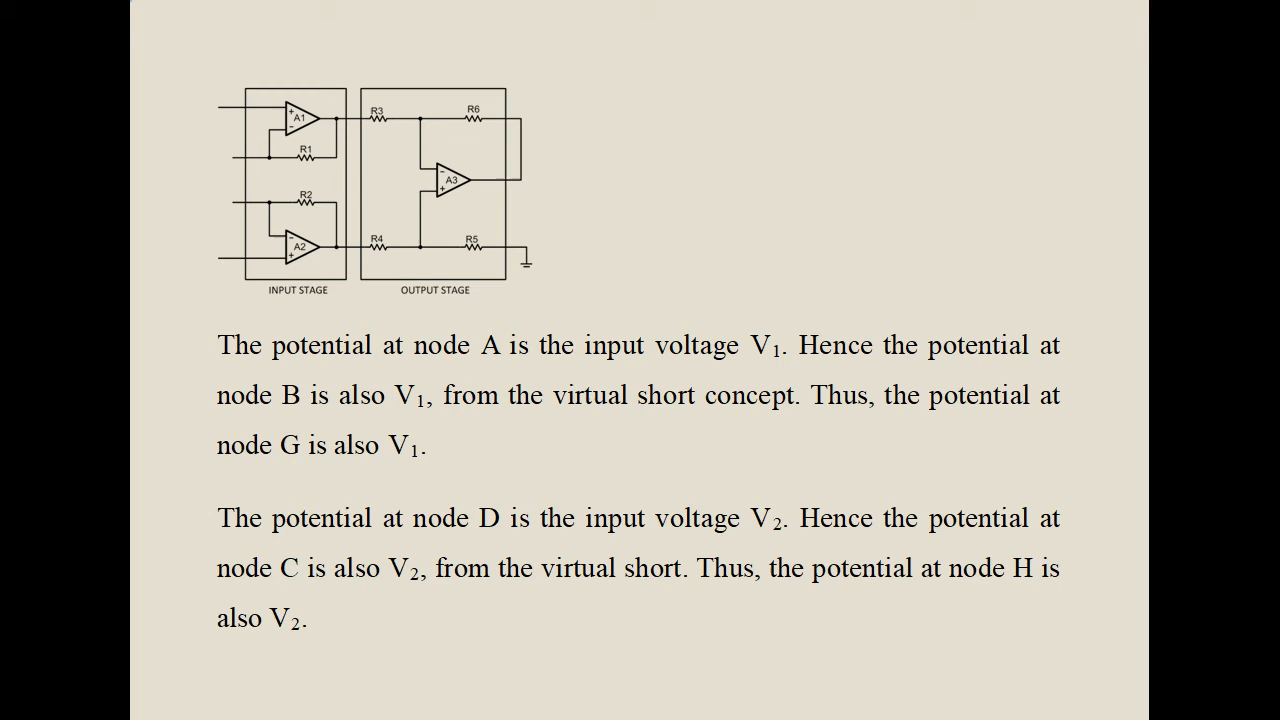 R3
R6
A1
R1
A3
R2
R4
R5
A2
INPUT STAGE
OUTPUT STAGE
The potential at node A is the input voltage V₁. Hence the potential at
node B is also V₁, from the virtual short concept. Thus, the potential at
node G is also V₁.
The potential at node D is the input voltage V₂. Hence the potential at
node C is also V₂, from the virtual short. Thus, the potential at node H is
also V₂.